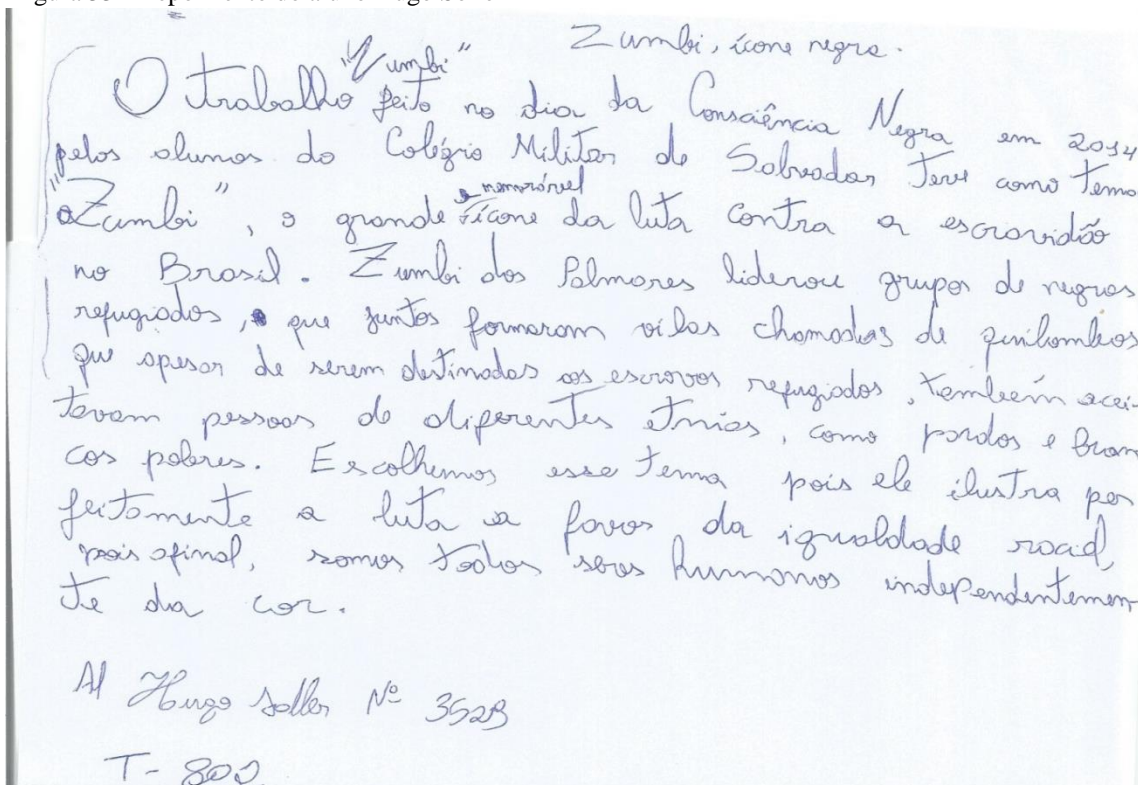 Zumbi, ícone negro.
"Zumbi"
O trabalho feito no dia da Consciência Negra em 2014
pelos alunos do Colégio Militar de Salvador teve como tema
"Zumbi", o grande e memorável ícone da luta contra a escravidão
no Brasil. Zumbi dos Palmares liderou grupos de negros
refugiados, que juntos formaram vilas chamadas de quilombos
que apesar de serem destinadas aos escravos refugiados, também acei-
tavam pessoas de diferentes etnias, como pardos e bran
cos pobres. Escolhemos esse tema pois ele ilustra per
feitamente a luta a favor da igualdade racial,
pois afinal, somos todos seres humanos independentemen
te da cor.
Al Hugo Nº
T-